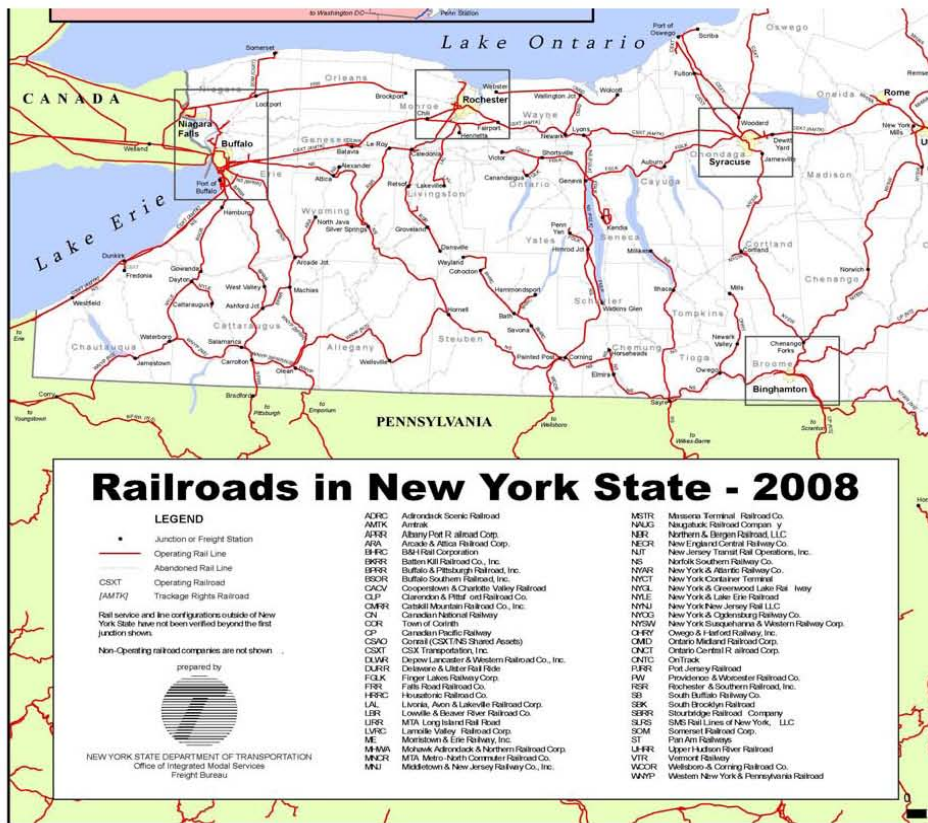 to Washington DC
Penn Station
Lake Ontario
CANADA
Lake Erie
PENNSYLVANIA
Somerset
Niagara
Orleans
Lockport
Niagara
Falls
Brockport
Monroe
Chili
Rochester
Webster
Wellington Jct.
Wolcott
Wayne
Fairport
Henrietta
Newark
Lyons
Port of
Oswego
Scriba
Oswego
Fulton
Woodard
Oneida
Rome
New York
Mills
Dewitt
Yard
Syracuse
Onondaga
Jamesville
Madison
Welland
Buffalo
Port of
Buffalo
Erie
Genesee
Batavia
Le Roy
Caledonia
Alexander
Attica
Retsof
Lakeville
Livingston
Victor
Shortsville
Canandaigua
Ontario
Geneva
Auburn
Cayuga
Hamburg
Wyoming
North Java
Silver Springs
Groveland
Dansville
Wayland
Cohocton
Penn
Yan
Yates
Himrod Jct.
Kendia
Seneca
Milliken
Cortland
Cortland
Chenango
Norwich
Dunkirk
Fredonia
Westfield
Gowanda
Dayton
Cattaraugus
West Valley
Ashford Jct.
Arcade Jct.
Machias
Hammondsport
Bath
Savona
Schuyler
Watkins Glen
Ithaca
Tompkins
Mills
to
Erie
Chautauqua
Waterboro
Jamestown
Cattaraugus
Salamanca
Carrollton
Olean
Allegany
Wellsville
Hornell
Steuben
Painted Post
Corning
Horseheads
Chemung
Elmira
Tioga
Newark
Valley
Owego
Chenango
Forks
Broome
Binghamton
Corry
to
Youngstown
Bradford
to
Pittsburgh
to
Emporium
to
Wellsboro
Sayre
to
Wilkes-Barre
to
Scranton
Railroads in New York State - 2008
LEGEND
Junction or Freight Station
Operating Rail Line
Abandoned Rail Line
CSXT Operating Railroad
[AMTK] Trackage Rights Railroad
Rail service and line configurations outside of New
York State have not been verified beyond the first
junction shown.
Non-Operating railroad companies are not shown .
prepared by
NEW YORK STATE DEPARTMENT OF TRANSPORTATION
Office of Integrated Modal Services
Freight Bureau
ADRC Adirondack Scenic Railroad
AMTK Amtrak
APRR Albany Port R ailroad Corp.
ARA Arcade & Attica Railroad Corp.
BHRC B&H Rail Corporation
BKRR Batten Kill Railroad Co., Inc.
BPRR Buffalo & Pittsburgh Railroad, Inc.
BSOR Buffalo Southern Railroad, Inc.
CACV Cooperstown & Charlotte Valley Railroad
CLP Clarendon & Pittsf ord Railroad Co.
CMRR Catskill Mountain Railroad Co., Inc.
CN Canadian National Railway
COR Town of Corinth
CP Canadian Pacific Railway
CSAO Conrail (CSXT/NS Shared Assets)
CSXT CSX Transportation, Inc.
DLWR Depew Lancaster & Western Railroad Co., Inc.
DURR Delaware & Ulster Rail Ride
FGLK Finger Lakes Railway Corp.
FRR Falls Road Railroad Co.
HRRC Housatonic Railroad Co.
LAL Livonia, Avon & Lakeville Railroad Corp.
LBR Lowville & Beaver River Railroad Co.
LIRR MTA Long Island Rail Road
LVRC Lamoille Valley Railroad Corp.
ME Morristown & Erie Railway, Inc.
MHWA Mohawk Adirondack & Northern Railroad Corp.
MNCR MTA Metro-North Commuter Railroad Co.
MNJ Middletown & New Jersey Railway Co., Inc.
MSTR Massena Terminal Railroad Co.
NAUG Naugatuck Railroad Compan y
NBR Northern & Bergen Railroad, LLC
NECR New England Central Railway Co.
NJT New Jersey Transit Rail Operations, Inc.
NS Norfolk Southern Railway Co.
NYAR New York & Atlantic Railway Co.
NYCT New York Container Terminal
NYGL New York & Greenwood Lake Rai lway
NYLE New York & Lake Erie Railroad
NYNJ New York New Jersey Rail LLC
NYOG New York & Ogdensburg Railway Co.
NYSW New York Susquehanna & Western Railway Corp.
OHRY Owego & Harford Railway, Inc.
OMID Ontario Midland Railroad Corp.
ONCT Ontario Central R ailroad Corp.
ONTC OnTrack
PJRR Port Jersey Railroad
PW Providence & Worcester Railroad Co.
RSR Rochester & Southern Railroad, Inc.
SB South Buffalo Railway Co.
SBK South Brooklyn Railroad
SBRR Stourbridge Railroad Company
SLRS SMS Rail Lines of New York, LLC
SOM Somerset Railroad Corp.
ST Pan Am Railways
UHRR Upper Hudson River Railroad
VTR Vermont Railway
WCOR Wellsboro & Corning Railroad Co.
WNYP Western New York & Pennsylvania Railroad